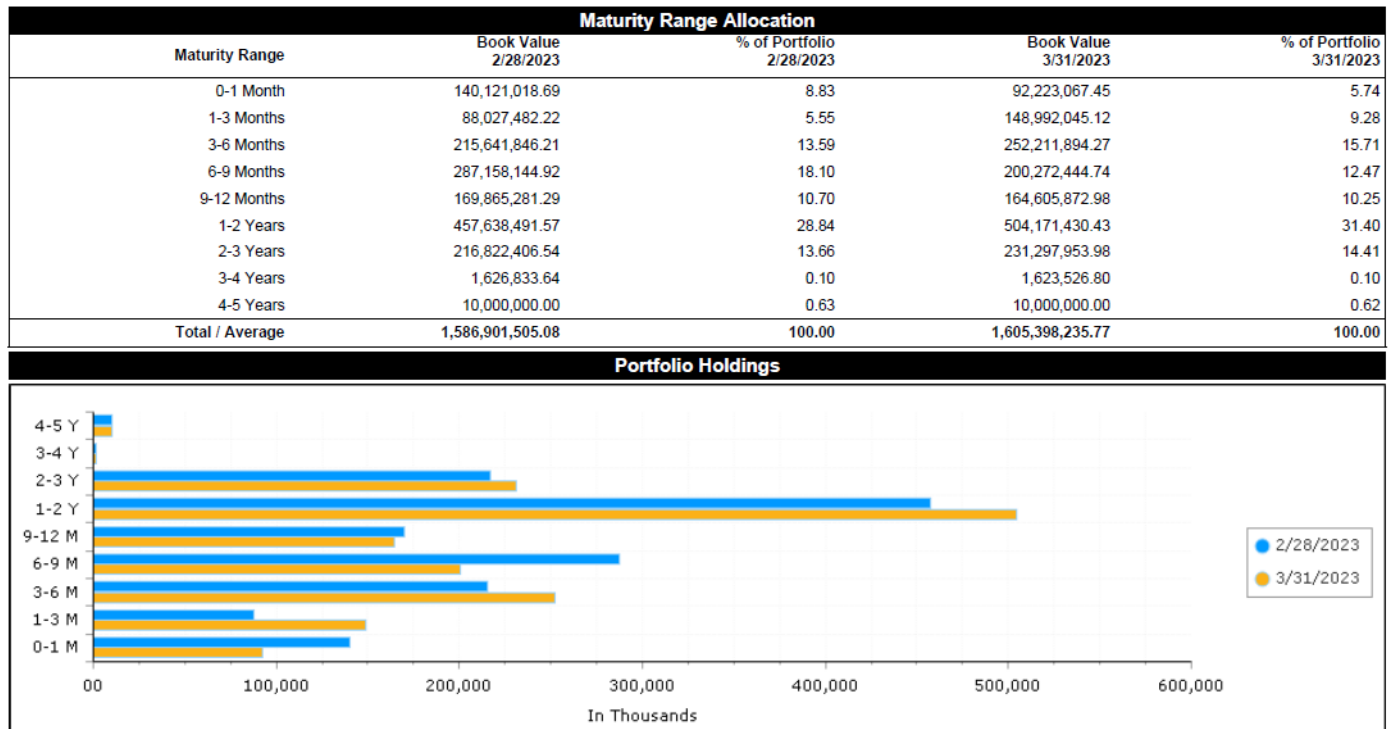 Maturity Range Allocation
Maturity Range Book Value 2/28/2023 % of Portfolio 2/28/2023 Book Value 3/31/2023 % of Portfolio 3/31/2023
0-1 Month 140,121,018.69 8.83 92,223,067.45 5.74
1-3 Months 88,027,482.22 5.55 148,992,045.12 9.28
3-6 Months 215,641,846.21 13.59 252,211,894.27 15.71
6-9 Months 287,158,144.92 18.10 200,272,444.74 12.47
9-12 Months 169,865,281.29 10.70 164,605,872.98 10.25
1-2 Years 457,638,491.57 28.84 504,171,430.43 31.40
2-3 Years 216,822,406.54 13.66 231,297,953.98 14.41
3-4 Years 1,626,833.64 0.10 1,623,526.80 0.10
4-5 Years 10,000,000.00 0.63 10,000,000.00 0.62
Total / Average 1,586,901,505.08 100.00 1,605,398,235.77 100.00
Portfolio Holdings
4-5 Y
3-4 Y
2-3 Y
1-2 Y
9-12 M
6-9 M
3-6 M
1-3 M
0-1 M
2/28/2023
3/31/2023
00 100,000 200,000 300,000 400,000 500,000 600,000
In Thousands